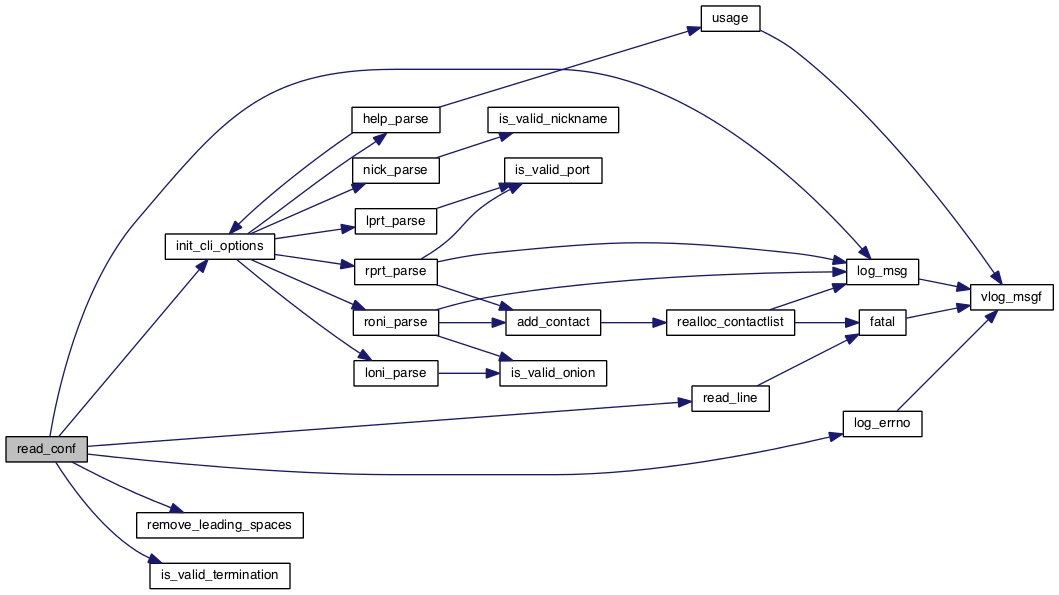 usage
help_parse
is_valid_nickname
nick_parse
is_valid_port
lprt_parse
init_cli_options
rprt_parse
log_msg
vlog_msgf
roni_parse
add_contact
realloc_contactlist
fatal
loni_parse
is_valid_onion
read_line
log_errno
read_conf
remove_leading_spaces
is_valid_termination